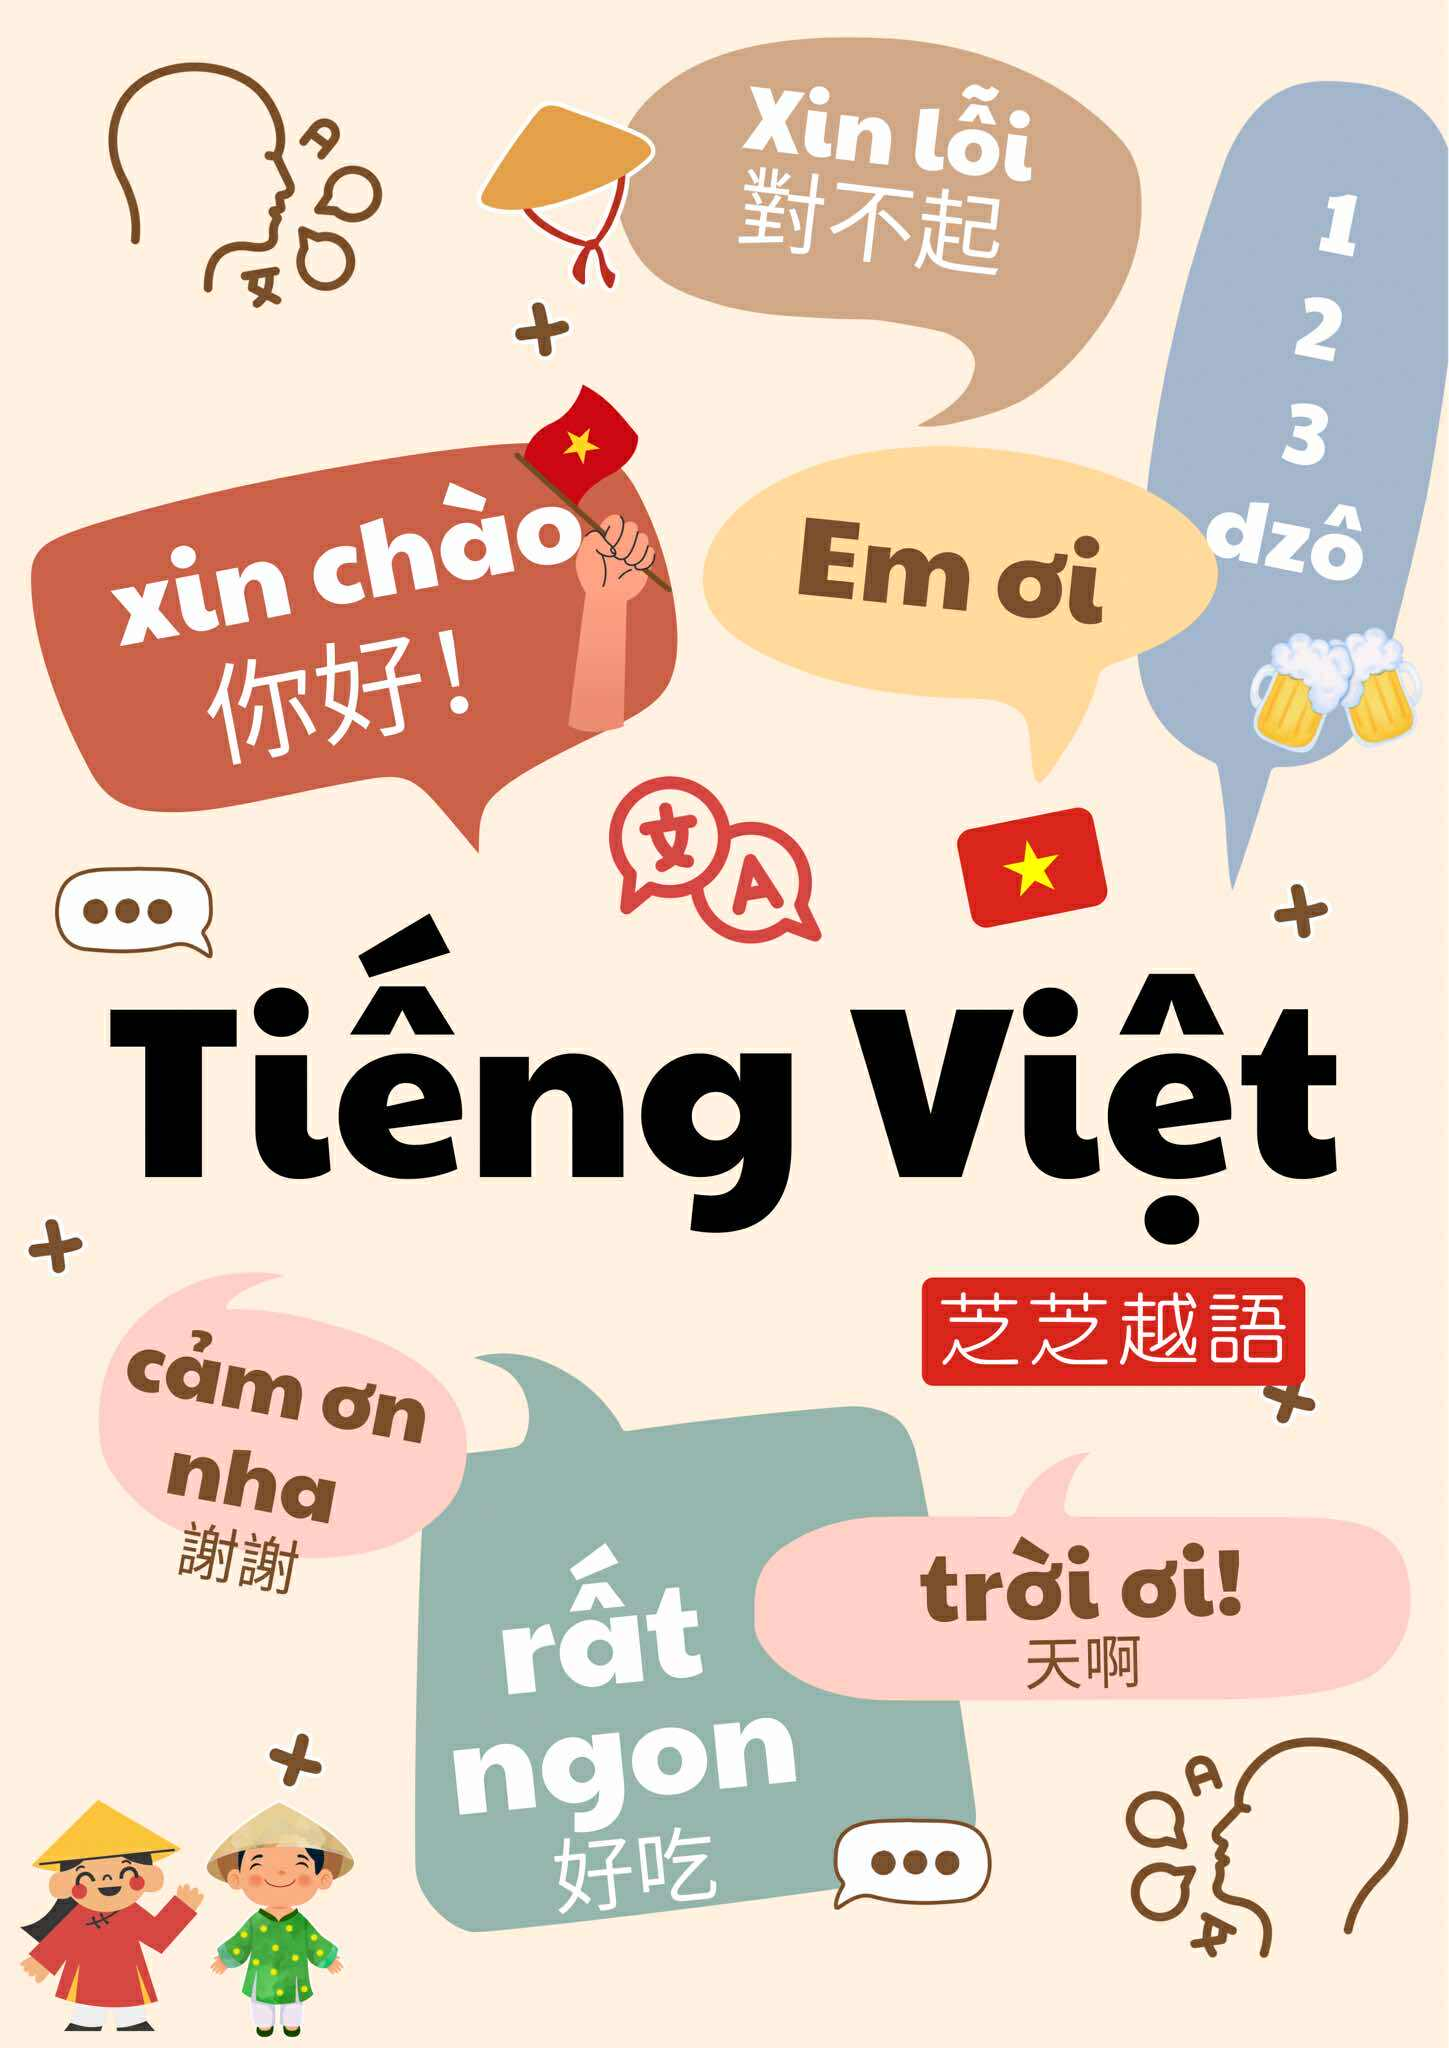 Xin lỗi
對不起
1
2
3
dzô
xin chào
你好!
Em ơi
文
A
Tiếng Việt
芝芝越語
cảm ơn
nha
謝謝
rất
ngon
好吃
trời ơi!
天啊